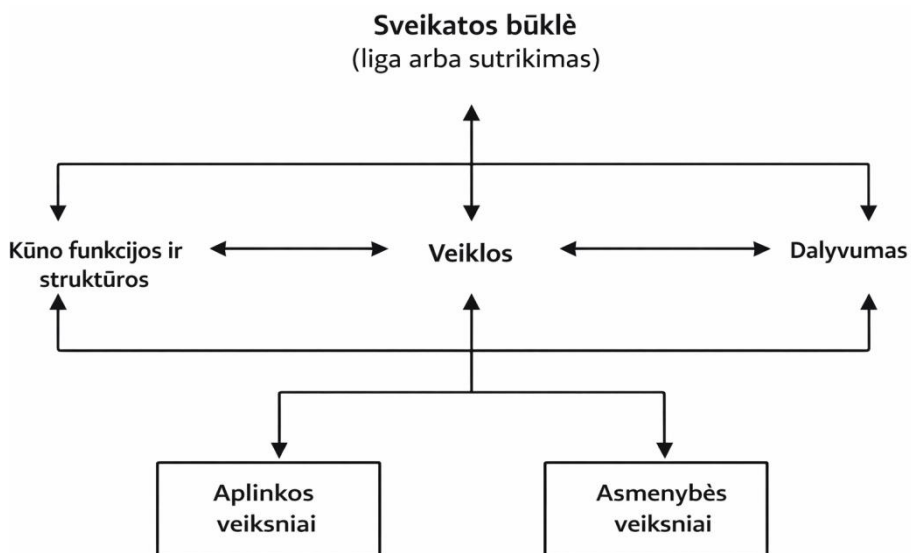 Sveikatos būklė
(liga arba sutrikimas)
Kūno funkcijos ir
struktūros
Veiklos
Dalyvumas
Aplinkos
veiksniai
Asmenybės
veiksniai